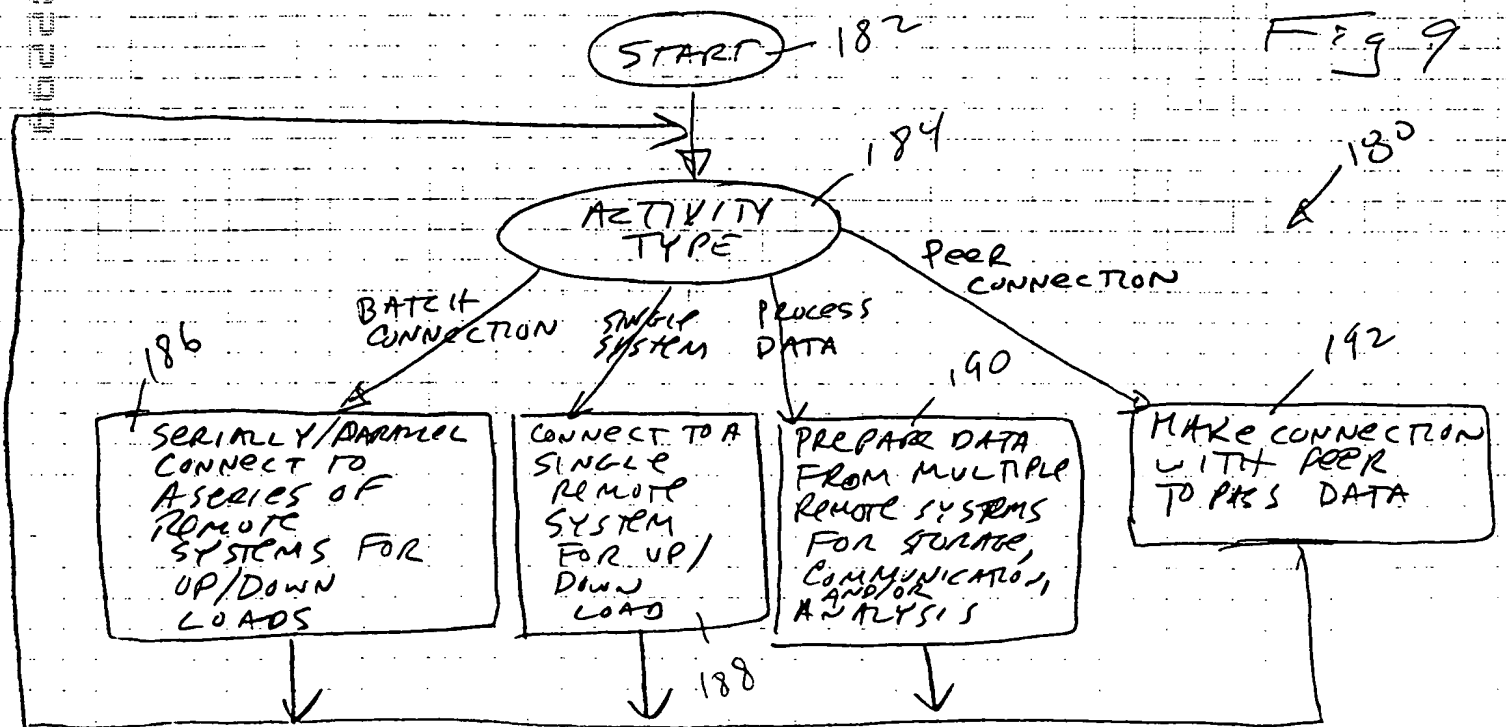 START
182
Fig 9
180
184
ACTIVITY
TYPE
BATCH
CONNECTION
SINGLE
SYSTEM
PROCESS
DATA
PEER
CONNECTION
186
SERIALLY/PARALLEL
CONNECT TO
A SERIES OF
REMOTE
SYSTEMS FOR
UP/DOWN
LOADS
CONNECT TO A
SINGLE
REMOTE
SYSTEM
FOR UP/
DOWN
LOAD
188
190
PREPARE DATA
FROM MULTIPLE
REMOTE SYSTEMS
FOR STORAGE,
COMMUNICATION,
AND/OR
ANALYSIS
192
MAKE CONNECTION
WITH PEER
TO PASS DATA